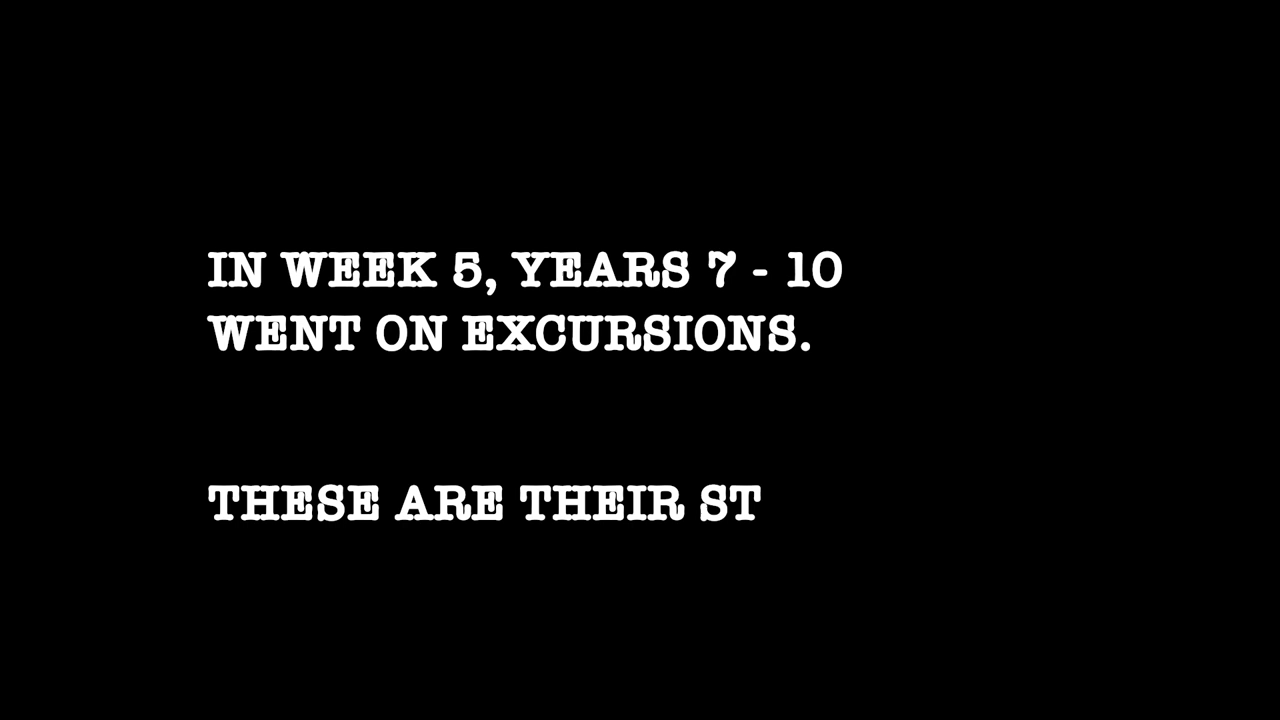 IN WEEK 5, YEARS 7 - 10
WENT ON EXCURSIONS.
THESE ARE THEIR ST